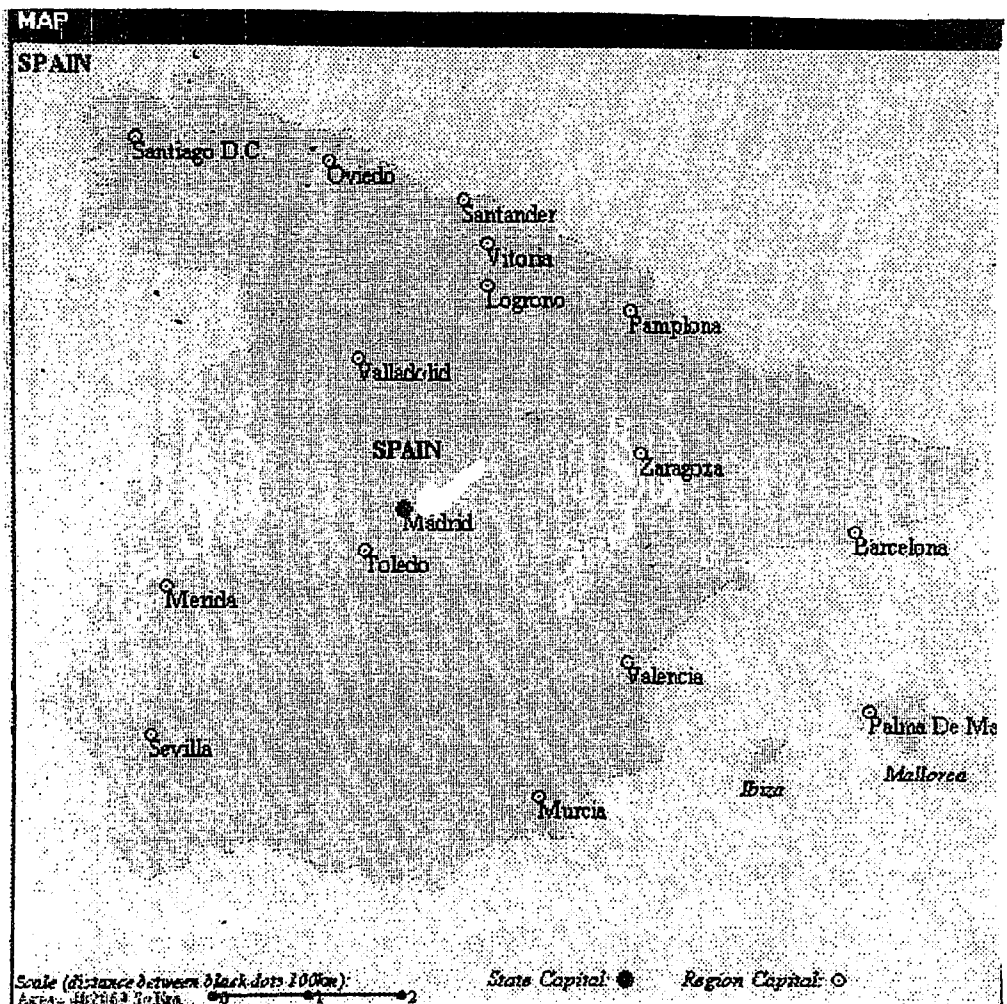 MAP
SPAIN
Santiago D.C.
Oviedo
Santander
Vitoria
Logrono
Pamplona
Valladolid
SPAIN
Zaragoza
Madrid
Barcelona
Toledo
Merida
Valencia
Palma De Ma
Sevilla
Mallorca
Ibiza
Murcia
Scale (distance between black dots 100km):
State Capital:
Region Capital:
0 1 2